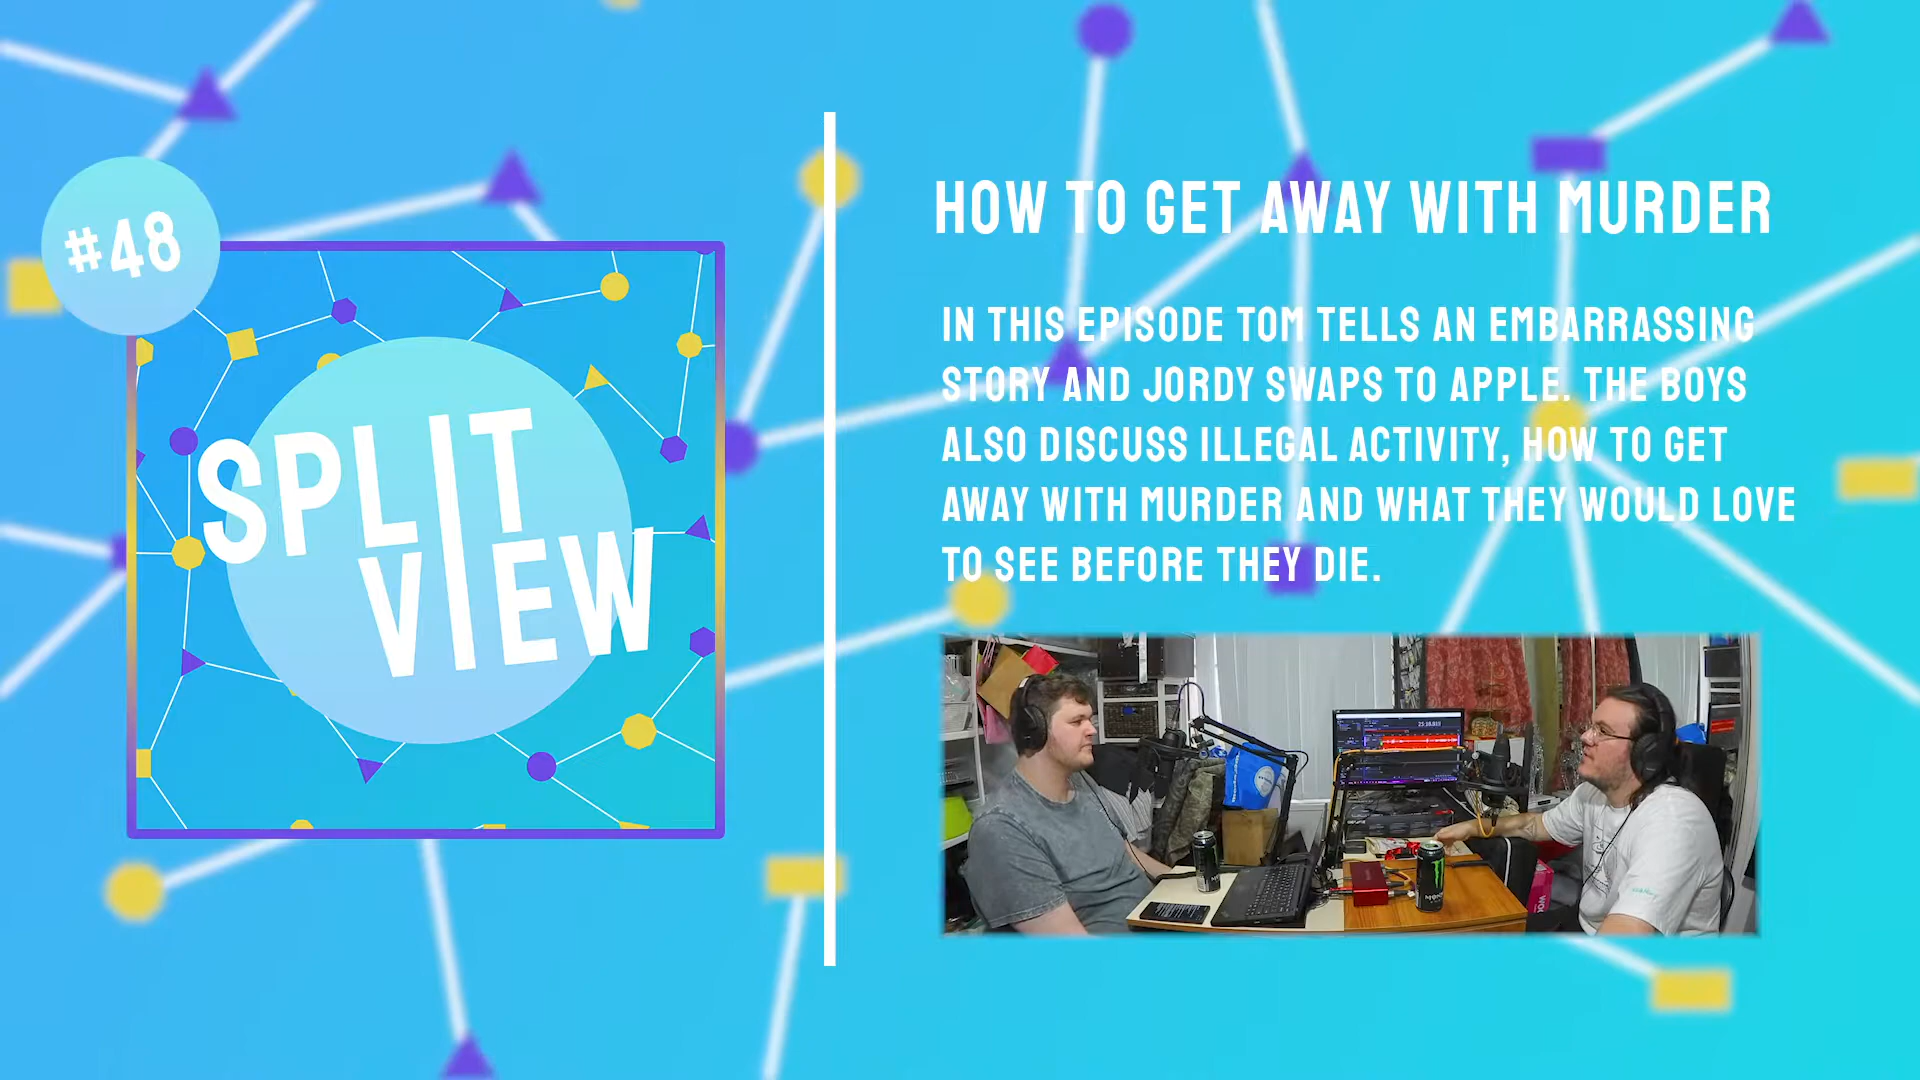 #48
SPLIT
VIEW
HOW TO GET AWAY WITH MURDER
IN THIS EPISODE TOM TELLS AN EMBARRASSING
STORY AND JORDY SWAPS TO APPLE. THE BOYS
ALSO DISCUSS ILLEGAL ACTIVITY, HOW TO GET
AWAY WITH MURDER AND WHAT THEY WOULD LOVE
TO SEE BEFORE THEY DIE.